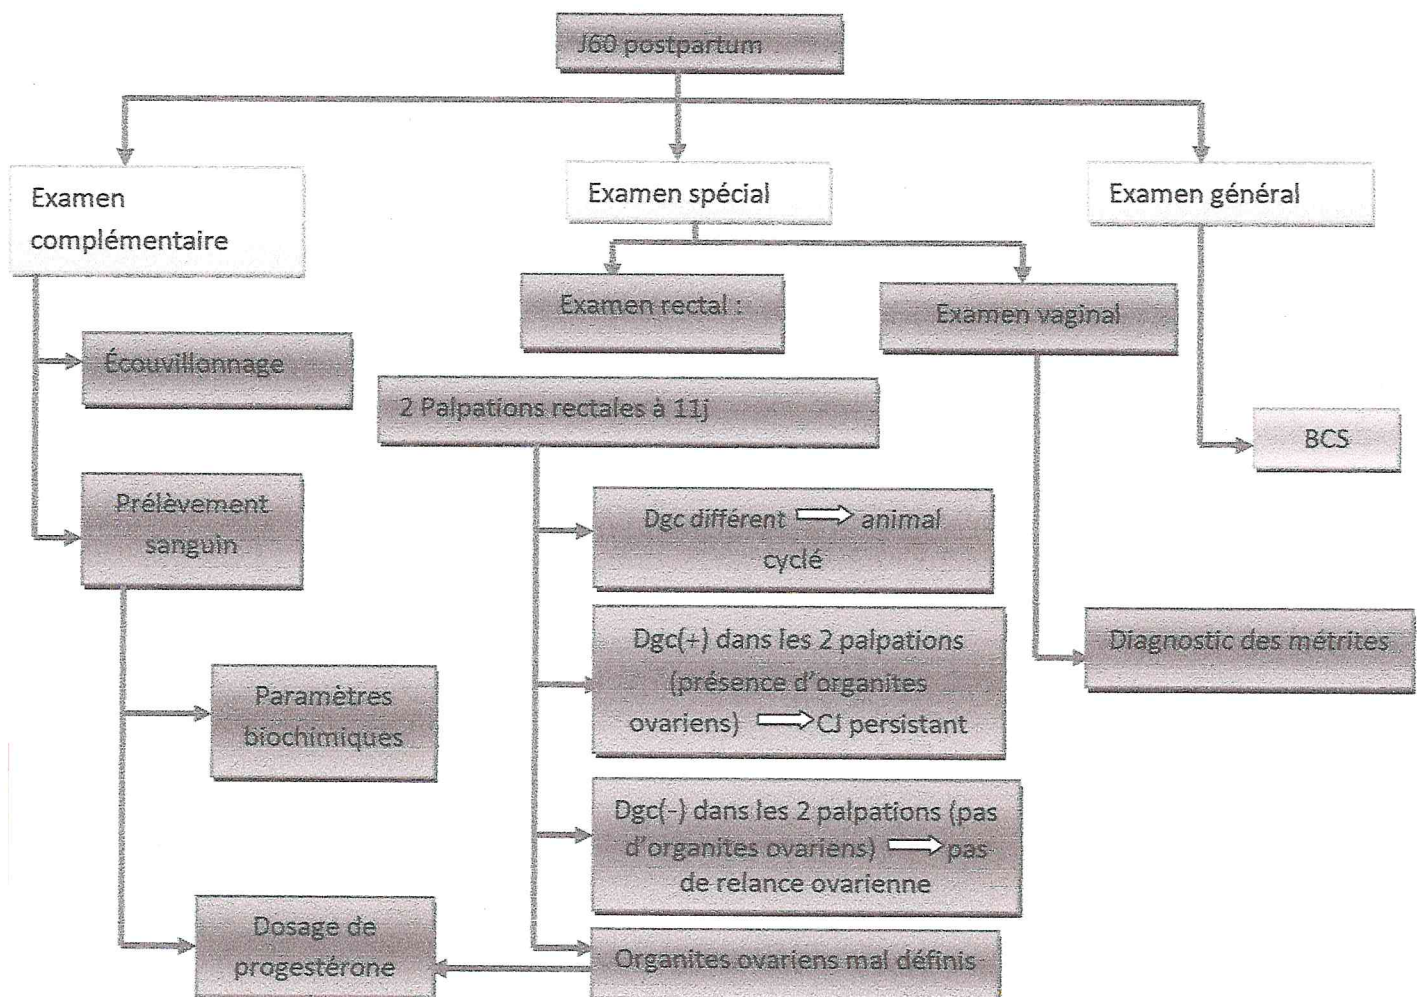 J60 postpartum
Examen
complémentaire
Examen spécial
Examen général
Examen rectal :
Examen vaginal
Écouvillonnage
2 Palpations rectales à 11j
BCS
Prélèvement
sanguin
Dgc différent animal
cyclé
Dgc(+) dans les 2 palpations
(présence d'organites
ovariens) CJ persistant
Diagnostic des métrites
Paramètres
biochimiques
Dgc(-) dans les 2 palpations (pas
d'organites ovariens) pas
de relance ovarienne
Dosage de
progestérone
Organites ovariens mal définis